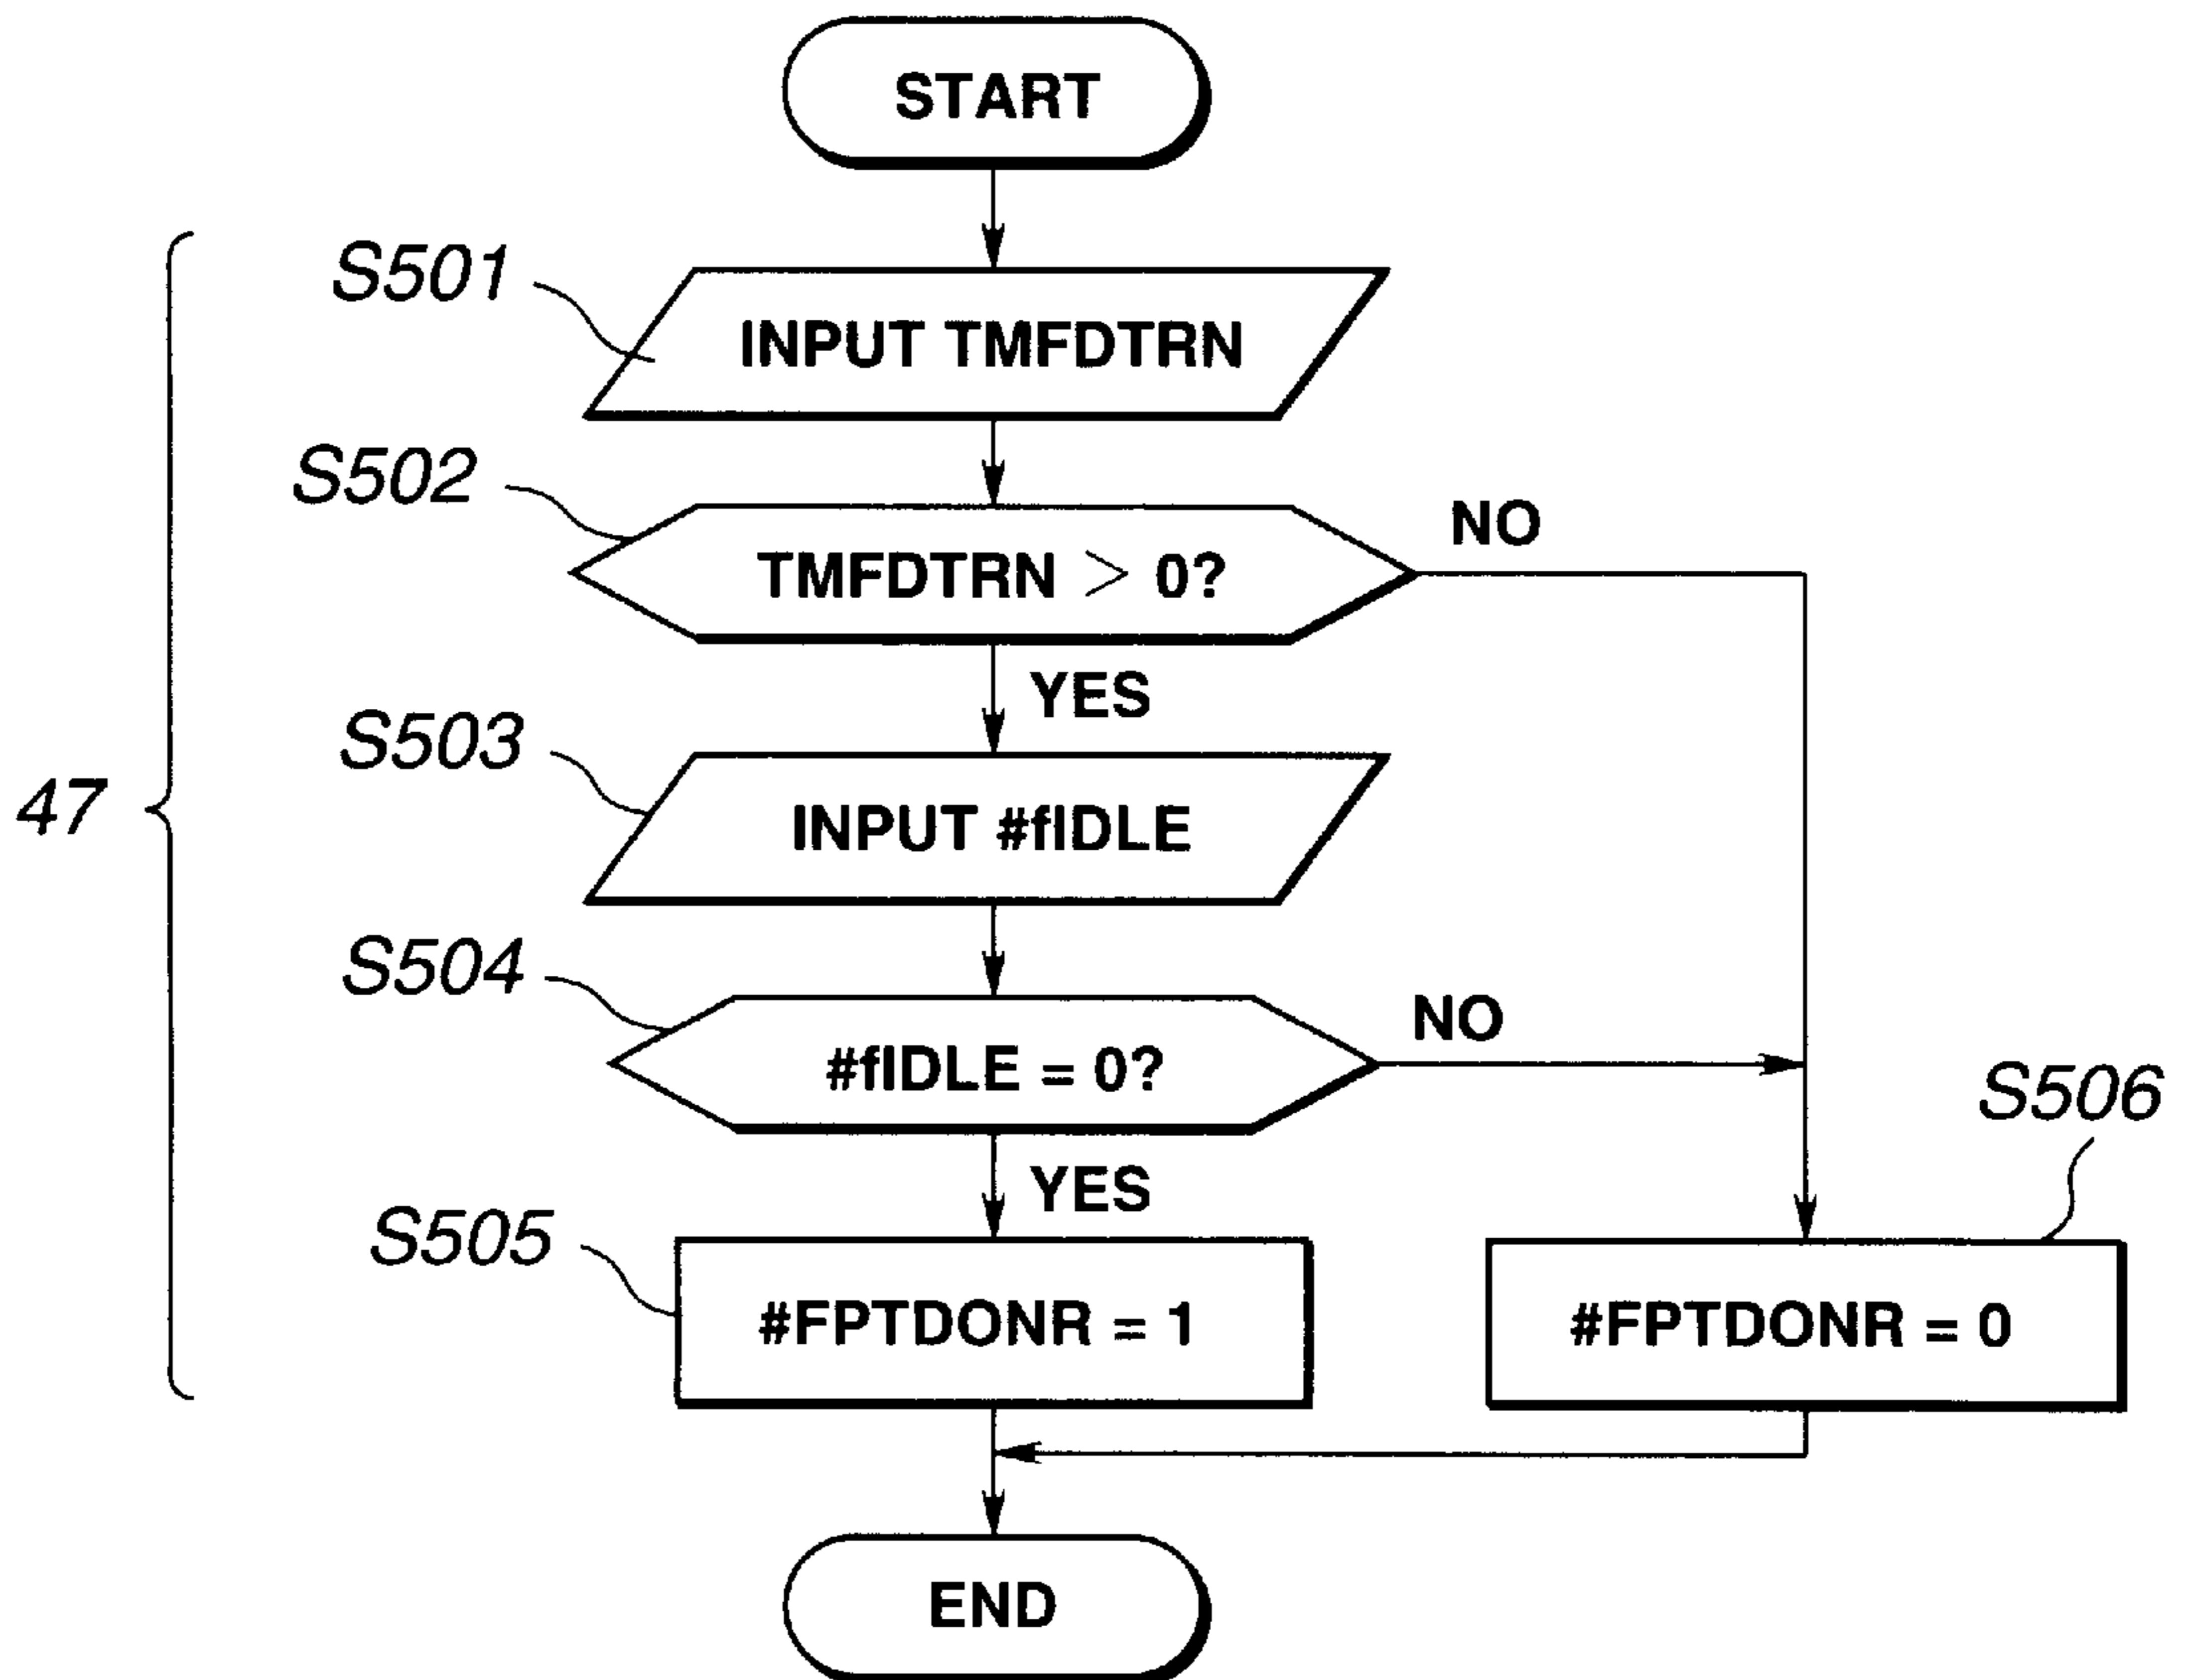 START
S501
INPUT TMFDTRN
S502
TMFDTRN > 0?
NO
YES
S503
INPUT #fIDLE
47
S504
#fIDLE = 0?
NO
YES
S506
S505
#FPTDONR = 1
#FPTDONR = 0
END